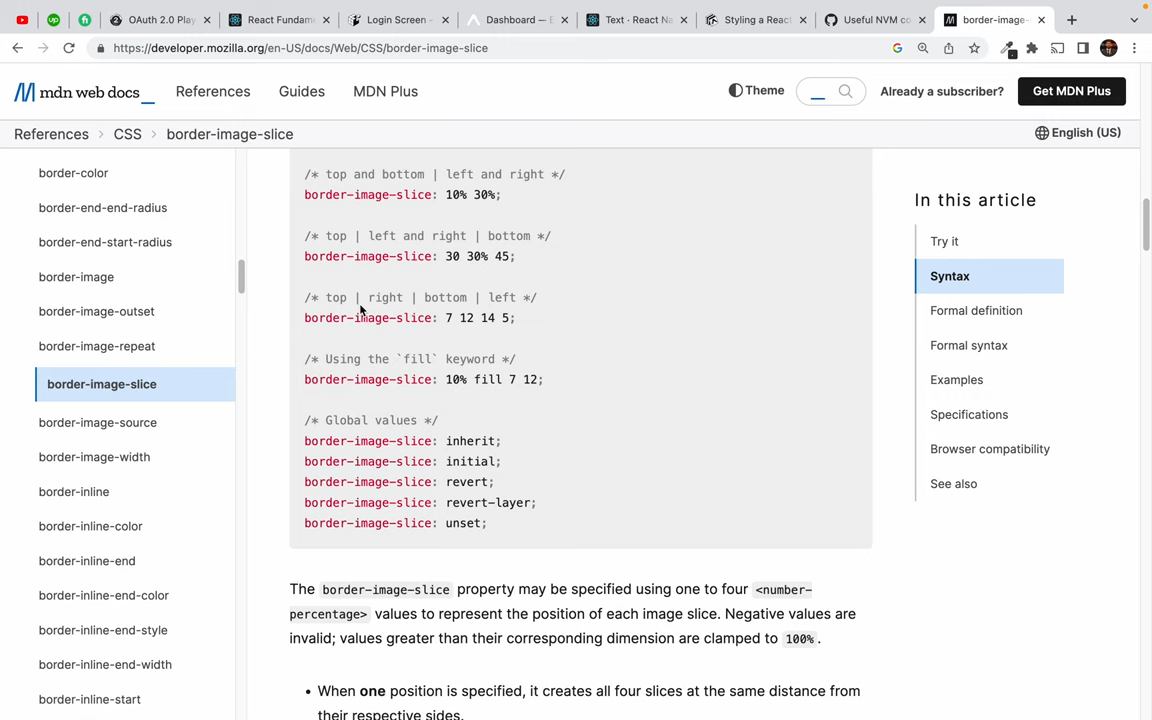 OAuth 2.0 Play
React Fundam
Login Screen –
Dashboard — E
Text · React Na
Styling a React
Useful NVM co
border-image-
https://developer.mozilla.org/en-US/docs/Web/CSS/border-image-slice
mdn web docs
References
Guides
MDN Plus
Theme
Already a subscriber?
Get MDN Plus
References > CSS > border-image-slice
English (US)
border-color
border-end-end-radius
border-end-start-radius
border-image
border-image-outset
border-image-repeat
border-image-slice
border-image-source
border-image-width
border-inline
border-inline-color
border-inline-end
border-inline-end-color
border-inline-end-style
border-inline-end-width
border-inline-start
/* top and bottom | left and right */
border-image-slice: 10% 30%;
/* top | left and right | bottom */
border-image-slice: 30 30% 45;
/* top | right | bottom | left */
border-image-slice: 7 12 14 5;
/* Using the `fill` keyword */
border-image-slice: 10% fill 7 12;
/* Global values */
border-image-slice: inherit;
border-image-slice: initial;
border-image-slice: revert;
border-image-slice: revert-layer;
border-image-slice: unset;
The border-image-slice property may be specified using one to four <number-
percentage> values to represent the position of each image slice. Negative values are
invalid; values greater than their corresponding dimension are clamped to 100%.
• When one position is specified, it creates all four slices at the same distance from
their respective sides.
In this article
Try it
Syntax
Formal definition
Formal syntax
Examples
Specifications
Browser compatibility
See also